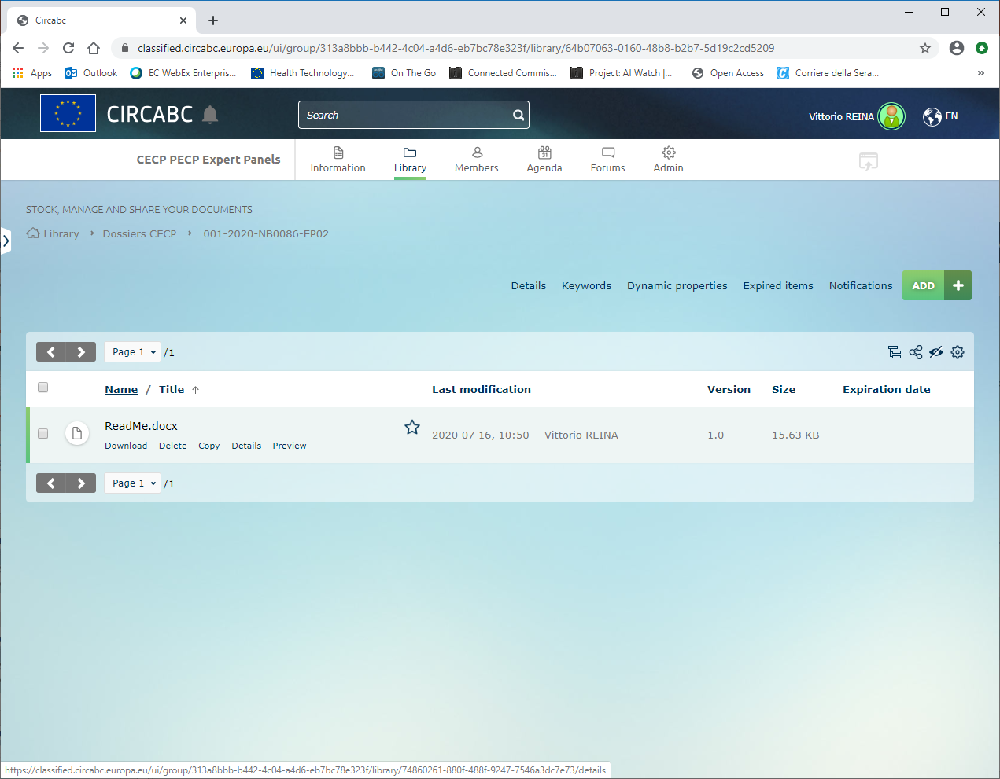 Circabc
classified.circabc.europa.eu/ui/group/313a8bbb-b442-4c04-a4d6-eb7bc78e323f/library/64b07063-0160-48b8-b2b7-5d19c2cd5209
Apps Outlook EC WebEx Enterpris... Health Technology... On The Go Connected Commis... Project: AI Watch |... Open Access Corriere della Sera... »
CIRCABC Search Vittorio REINA EN
CECP PECP Expert Panels Information Library Members Agenda Forums Admin
31
STOCK, MANAGE AND SHARE YOUR DOCUMENTS
Library › Dossiers CECP › 001-2020-NB0086-EP02
Details Keywords Dynamic properties Expired items Notifications ADD +
Page 1 /1
Name / Title ↑ Last modification Version Size Expiration date
ReadMe.docx
2020 07 16, 10:50 Vittorio REINA 1.0 15.63 KB -
Download Delete Copy Details Preview
Page 1 /1
https://classified.circabc.europa.eu/ui/group/313a8bbb-b442-4c04-a4d6-eb7bc78e323f/library/74860261-880f-488f-9247-7546a3dc7e73/details